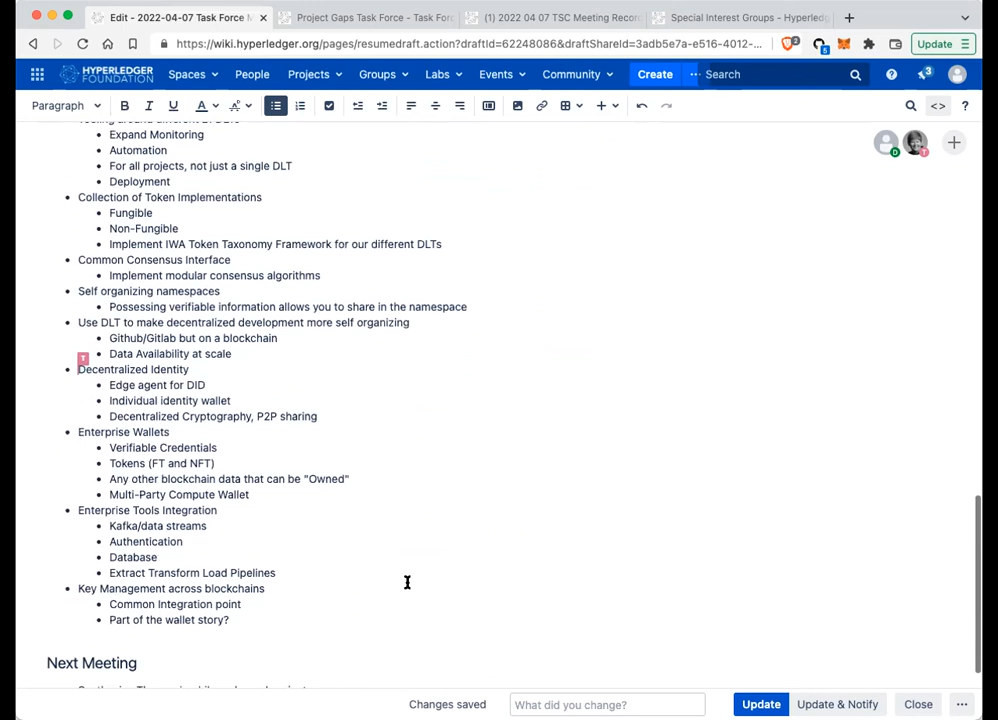 Edit - 2022-04-07 Task Force M
Project Gaps Task Force - Task Forc
(1) 2022 04 07 TSC Meeting Record
Special Interest Groups - Hyperledg
https://wiki.hyperledger.org/pages/resumedraft.action?draftId=62248086&draftShareId=3adb5e7a-e516-4012-...
2
5
Update
HYPERLEDGER
FOUNDATION
Spaces
People
Projects
Groups
Labs
Events
Community
Create
Search
3
Paragraph
B I U A
<> ?
D
T
Expand Monitoring
Automation
For all projects, not just a single DLT
Deployment
Collection of Token Implementations
Fungible
Non-Fungible
Implement IWA Token Taxonomy Framework for our different DLTs
Common Consensus Interface
Implement modular consensus algorithms
Self organizing namespaces
Possessing verifiable information allows you to share in the namespace
Use DLT to make decentralized development more self organizing
Github/Gitlab but on a blockchain
Data Availability at scale
T
Decentralized Identity
Edge agent for DID
Individual identity wallet
Decentralized Cryptography, P2P sharing
Enterprise Wallets
Verifiable Credentials
Tokens (FT and NFT)
Any other blockchain data that can be "Owned"
Multi-Party Compute Wallet
Enterprise Tools Integration
Kafka/data streams
Authentication
Database
Extract Transform Load Pipelines
Key Management across blockchains
Common Integration point
Part of the wallet story?
Next Meeting
Changes saved
What did you change?
Update
Update & Notify
Close